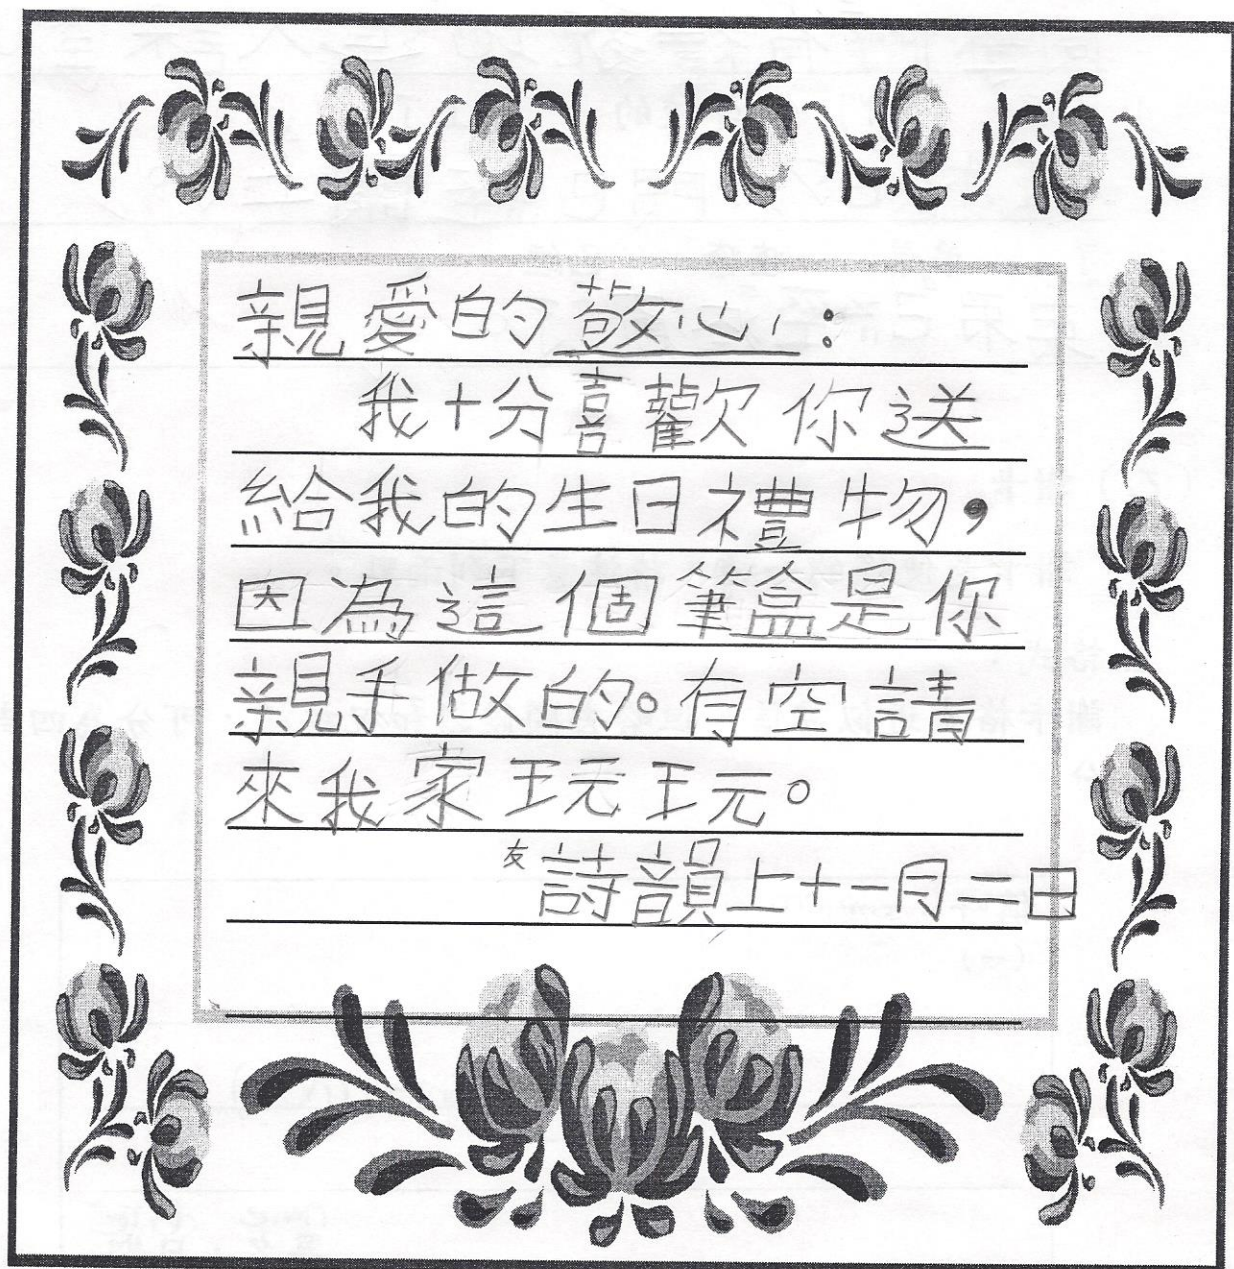 親愛的敬心：
我十分喜歡你送
給我的生日禮物，
因為這個筆盒是你
親手做的。有空請
來我家玩玩。
友詩韻上十一月二日